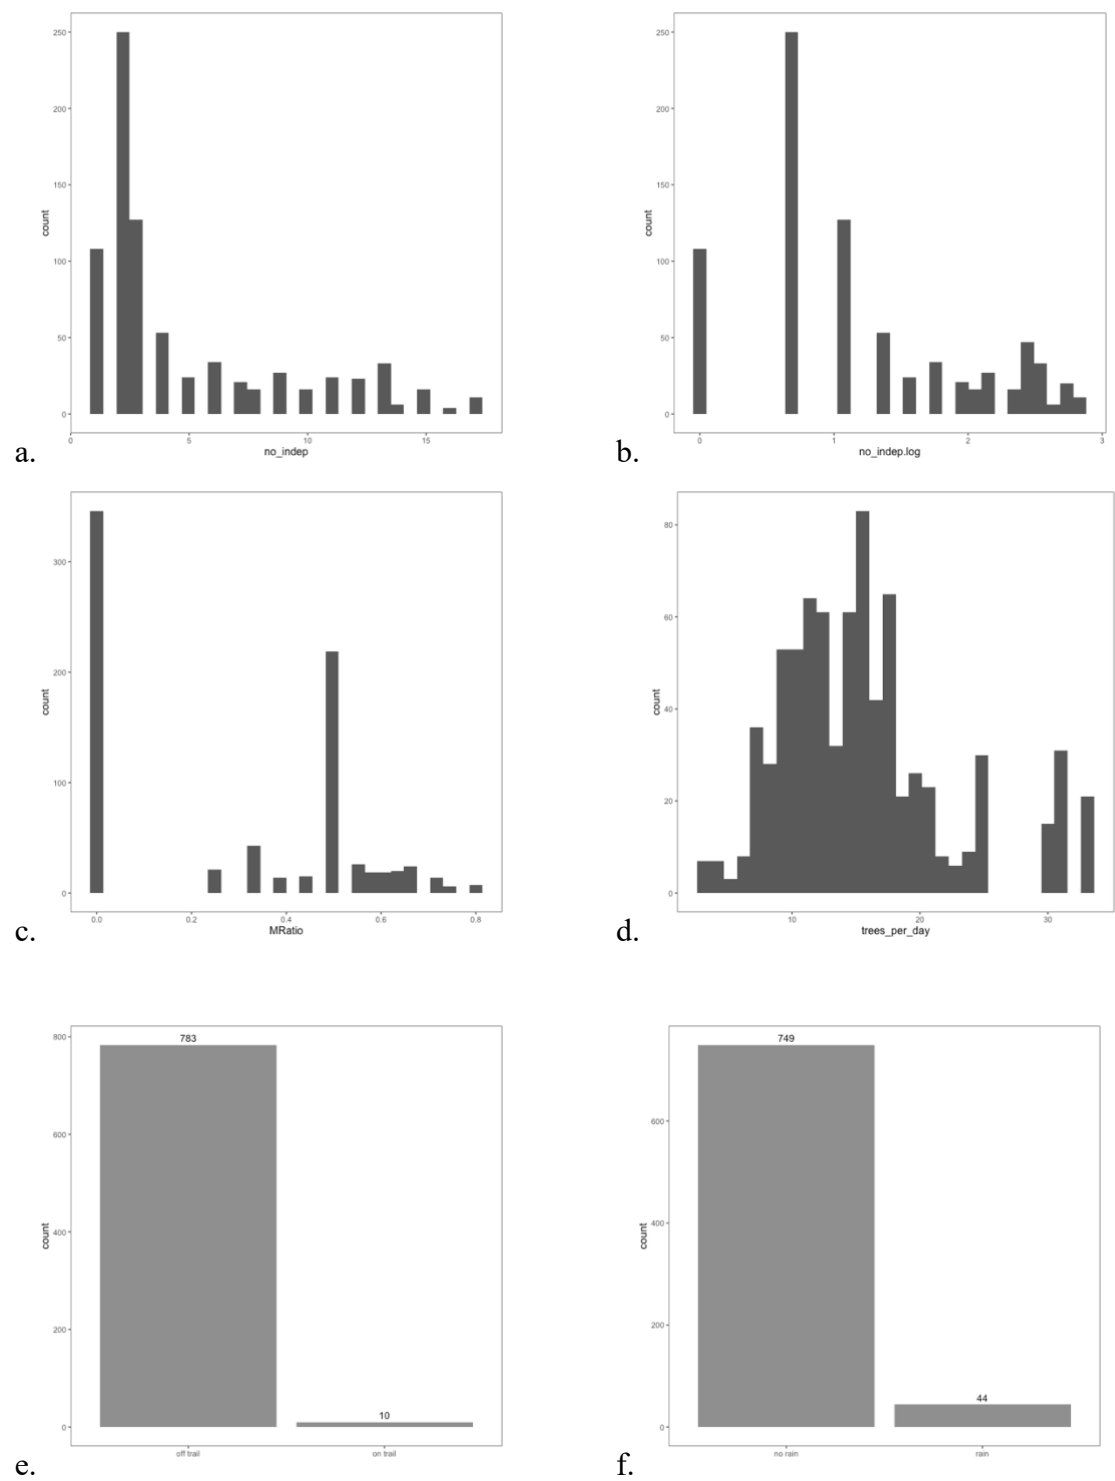 250
200
150
100
50
0
count
0 5 10 15
no_indep
a.
250
200
150
100
50
0
count
0 1 2 3
no_indep.log
b.
300
200
100
0
count
0.0 0.2 0.4 0.6 0.8
MRatio
c.
80
60
40
20
0
count
10 20 30
trees_per_day
d.
783
800
600
400
200
0
count
10
off trail on trail
e.
749
600
400
200
0
count
44
no rain rain
f.